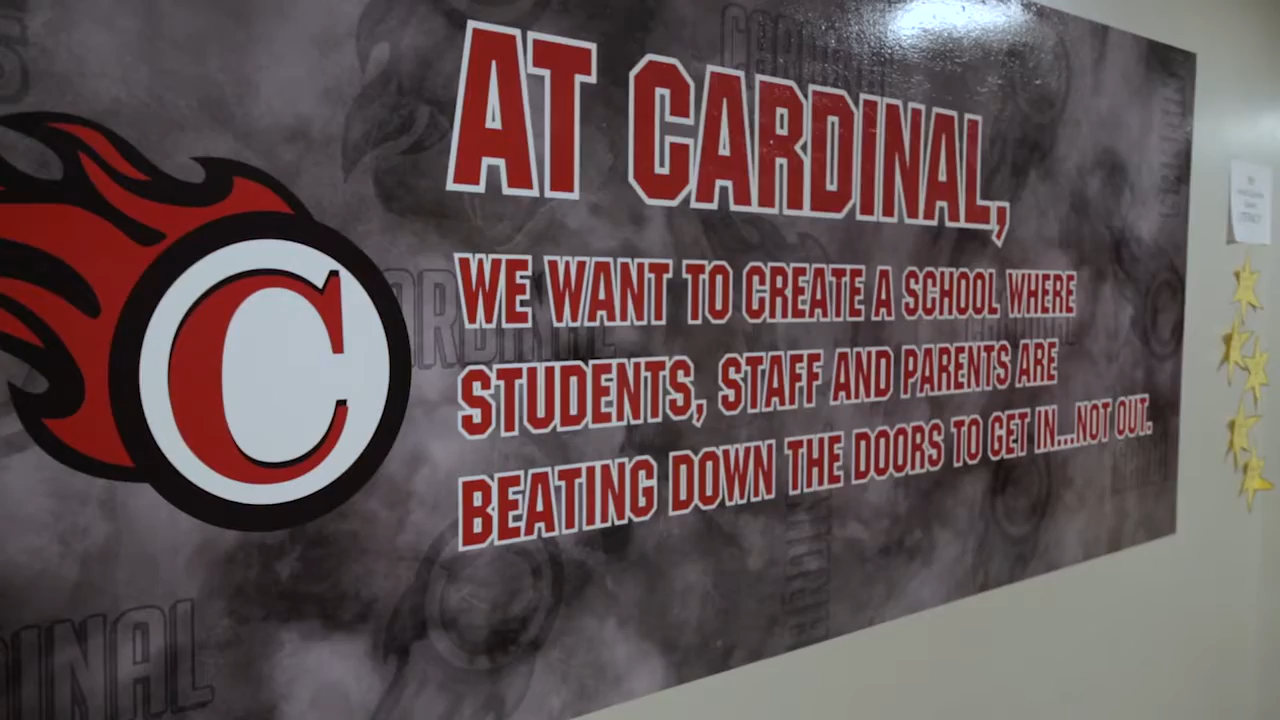 AT CARDINAL,
WE WANT TO CREATE A SCHOOL WHERE
STUDENTS, STAFF AND PARENTS ARE
BEATING DOWN THE DOORS TO GET IN...NOT OUT.
C
CARDINAL